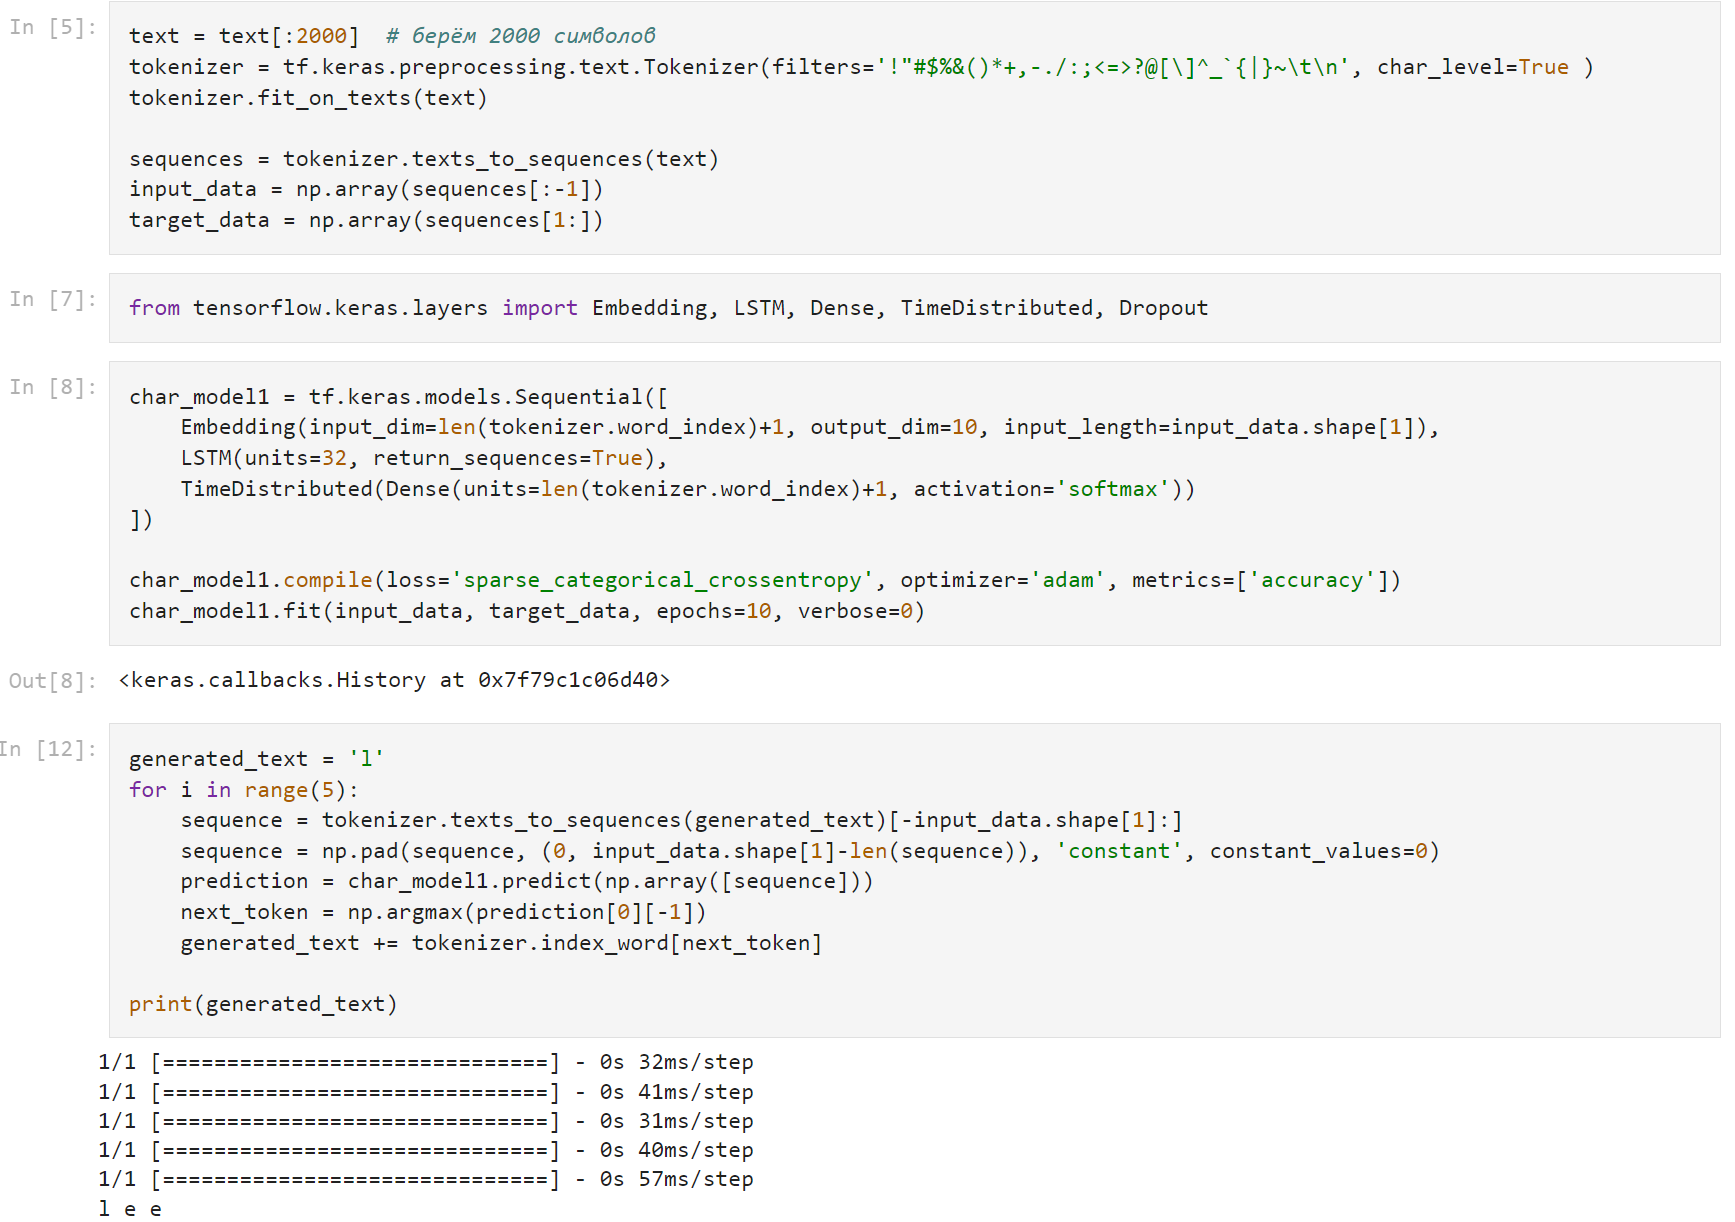 In [5]:
text = text[:2000]  # берём 2000 символов
tokenizer = tf.keras.preprocessing.text.Tokenizer(filters='!"#$%&()*+,-./:;<=>?@[\]^_`{|}~\t\n', char_level=True )
tokenizer.fit_on_texts(text)
sequences = tokenizer.texts_to_sequences(text)
input_data = np.array(sequences[:-1])
target_data = np.array(sequences[1:])
In [7]:
from tensorflow.keras.layers import Embedding, LSTM, Dense, TimeDistributed, Dropout
In [8]:
char_model1 = tf.keras.models.Sequential([
    Embedding(input_dim=len(tokenizer.word_index)+1, output_dim=10, input_length=input_data.shape[1]),
    LSTM(units=32, return_sequences=True),
    TimeDistributed(Dense(units=len(tokenizer.word_index)+1, activation='softmax'))
])
char_model1.compile(loss='sparse_categorical_crossentropy', optimizer='adam', metrics=['accuracy'])
char_model1.fit(input_data, target_data, epochs=10, verbose=0)
Out[8]:
<keras.callbacks.History at 0x7f79c1c06d40>
In [12]:
generated_text = 'l'
for i in range(5):
    sequence = tokenizer.texts_to_sequences(generated_text)[-input_data.shape[1]:]
    sequence = np.pad(sequence, (0, input_data.shape[1]-len(sequence)), 'constant', constant_values=0)
    prediction = char_model1.predict(np.array([sequence]))
    next_token = np.argmax(prediction[0][-1])
    generated_text += tokenizer.index_word[next_token]
print(generated_text)
1/1 [==============================] - 0s 32ms/step
1/1 [==============================] - 0s 41ms/step
1/1 [==============================] - 0s 31ms/step
1/1 [==============================] - 0s 40ms/step
1/1 [==============================] - 0s 57ms/step
l e e